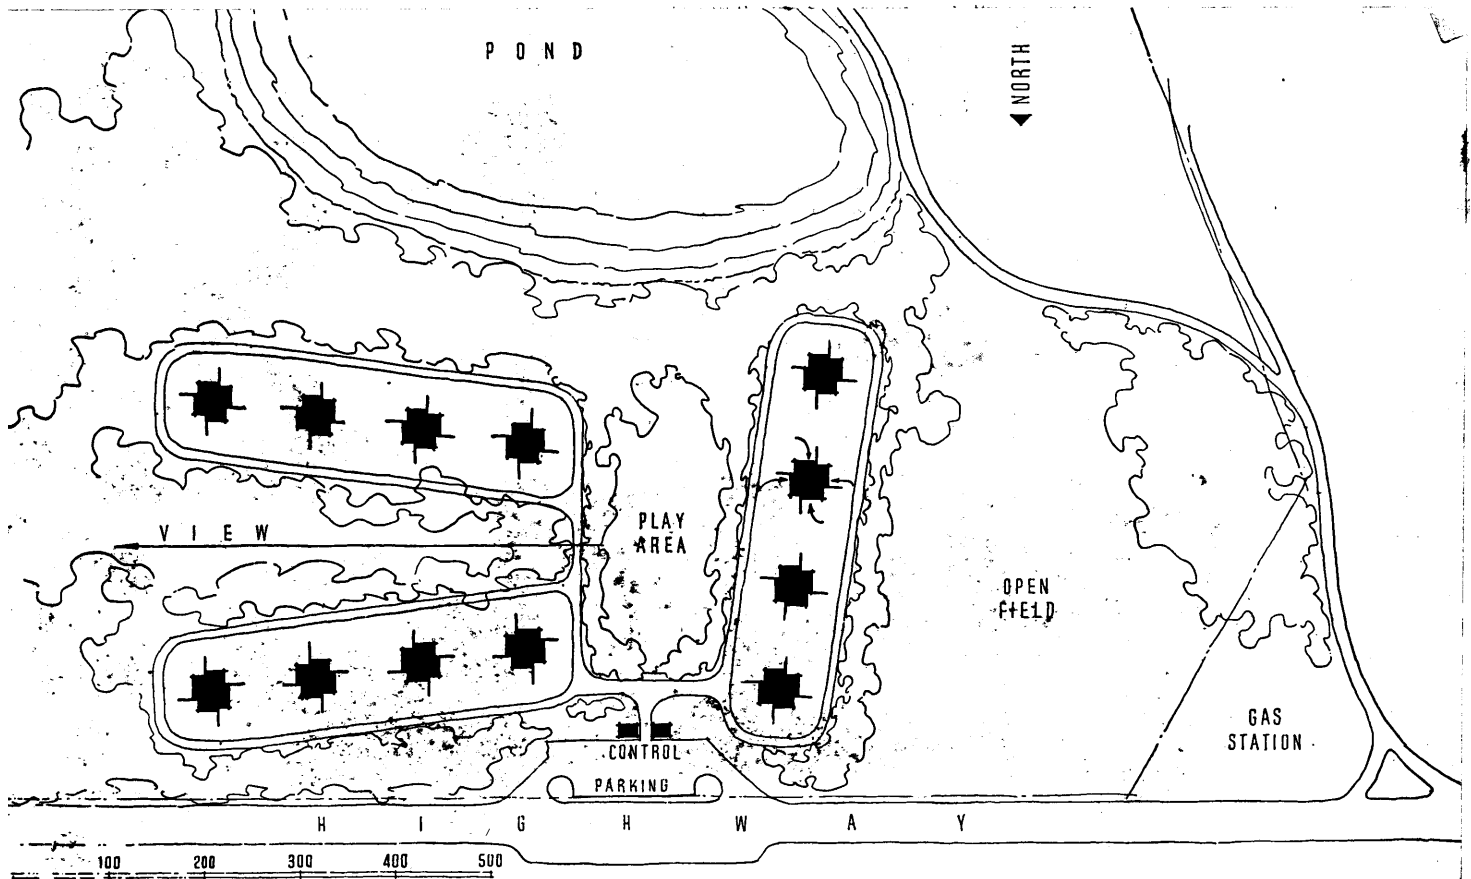 POND
NORTH
VIEW
PLAY
AREA
OPEN
FIELD
GAS
STATION
CONTROL
PARKING
HIGHWAY
100 200 300 400 500